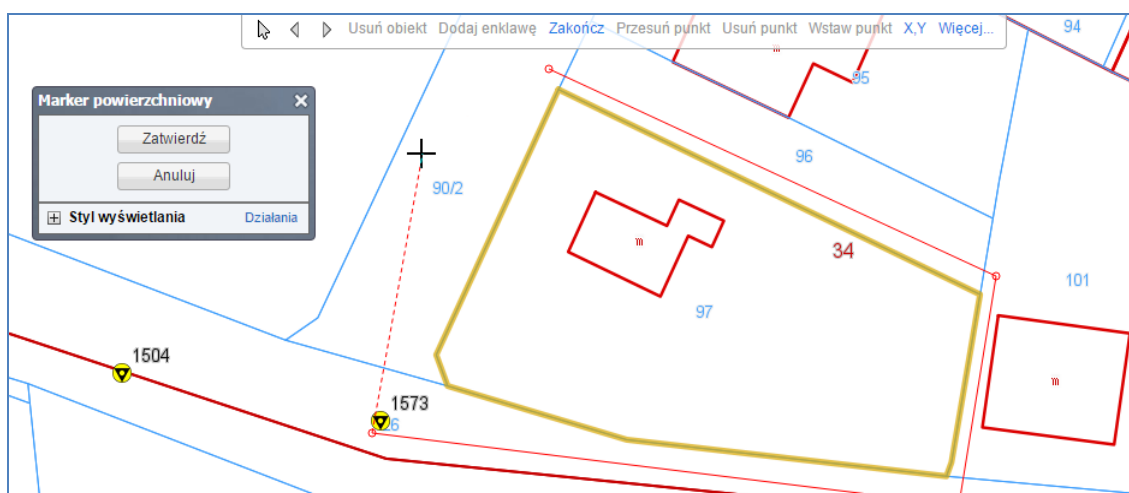 Usuń obiekt Dodaj enklawę Zakończ Przesuń punkt Usuń punkt Wstaw punkt X,Y Więcej...
94
m
95
Marker powierzchniowy
Zatwierdź
Anuluj
Styl wyświetlania Działania
96
90/2
m
34
101
97
1504
m
1573